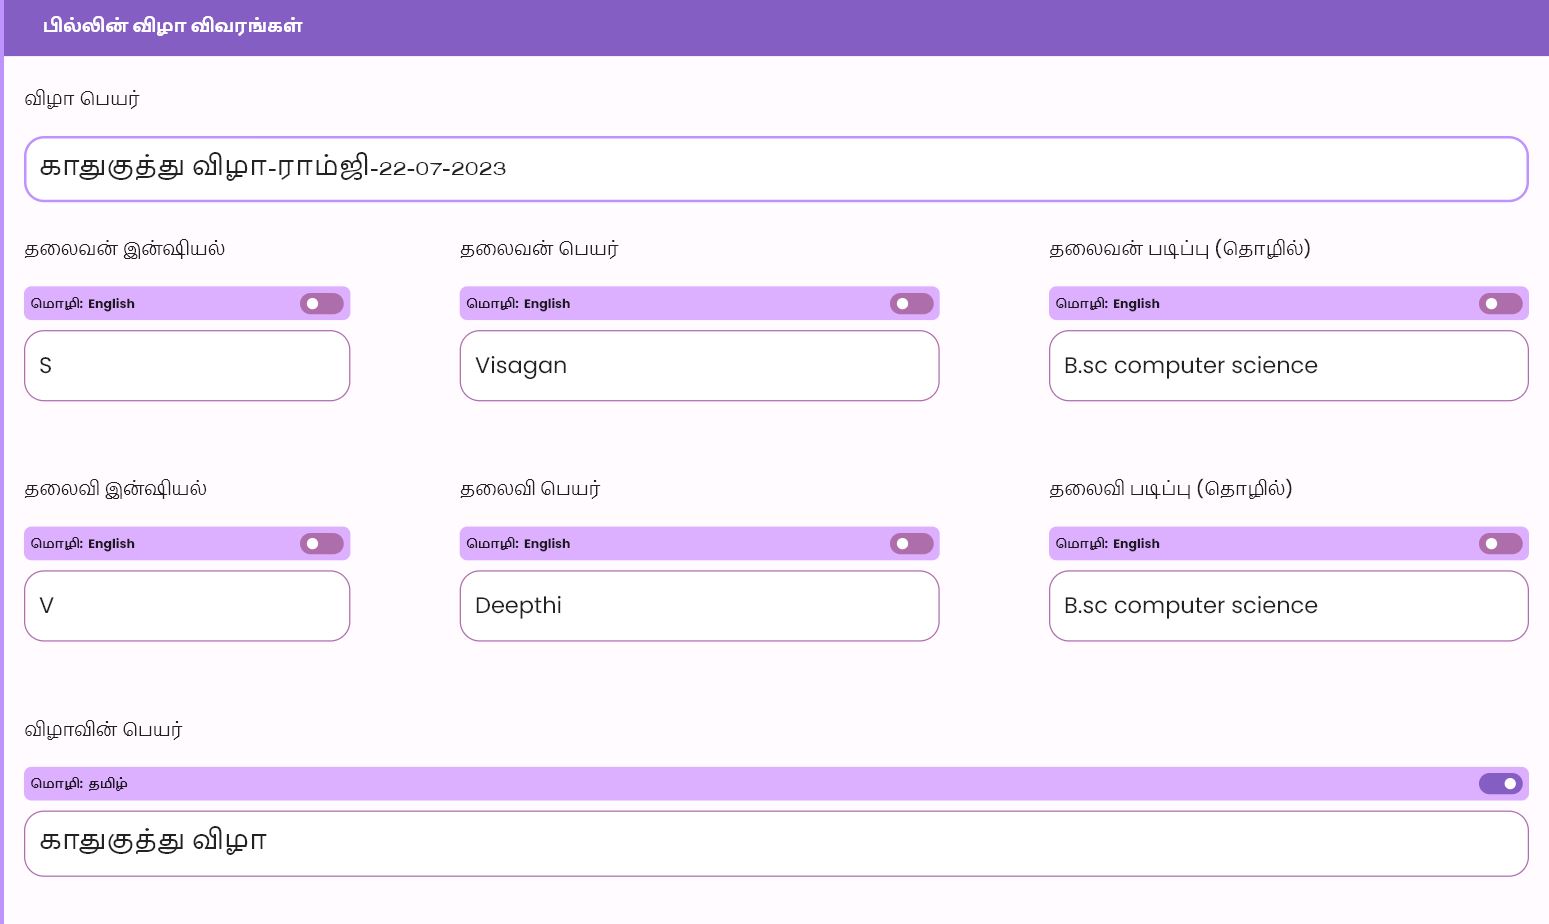 பில்லின் விழா விவரங்கள்
விழா பெயர்
காதுகுத்து விழா-ராம்ஜி-22-07-2023
தலைவன் இன்ஷியல் தலைவன் பெயர் தலைவன் படிப்பு (தொழில்)
மொழி: English மொழி: English மொழி: English
S Visagan B.sc computer science
தலைவி இன்ஷியல் தலைவி பெயர் தலைவி படிப்பு (தொழில்)
மொழி: English மொழி: English மொழி: English
V Deepthi B.sc computer science
விழாவின் பெயர்
மொழி: தமிழ்
காதுகுத்து விழா